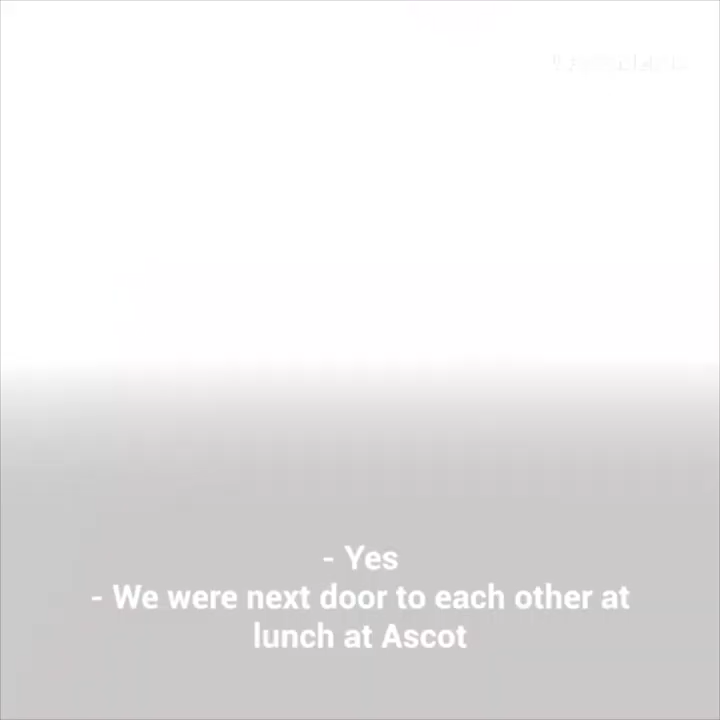 - Yes
- We were next door to each other at
lunch at Ascot